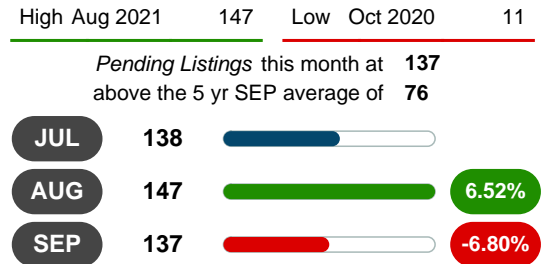 High Aug 2021 147 Low Oct 2020 11
Pending Listings this month at 137
above the 5 yr SEP average of 76
JUL 138
AUG 147 6.52%
SEP 137 -6.80%